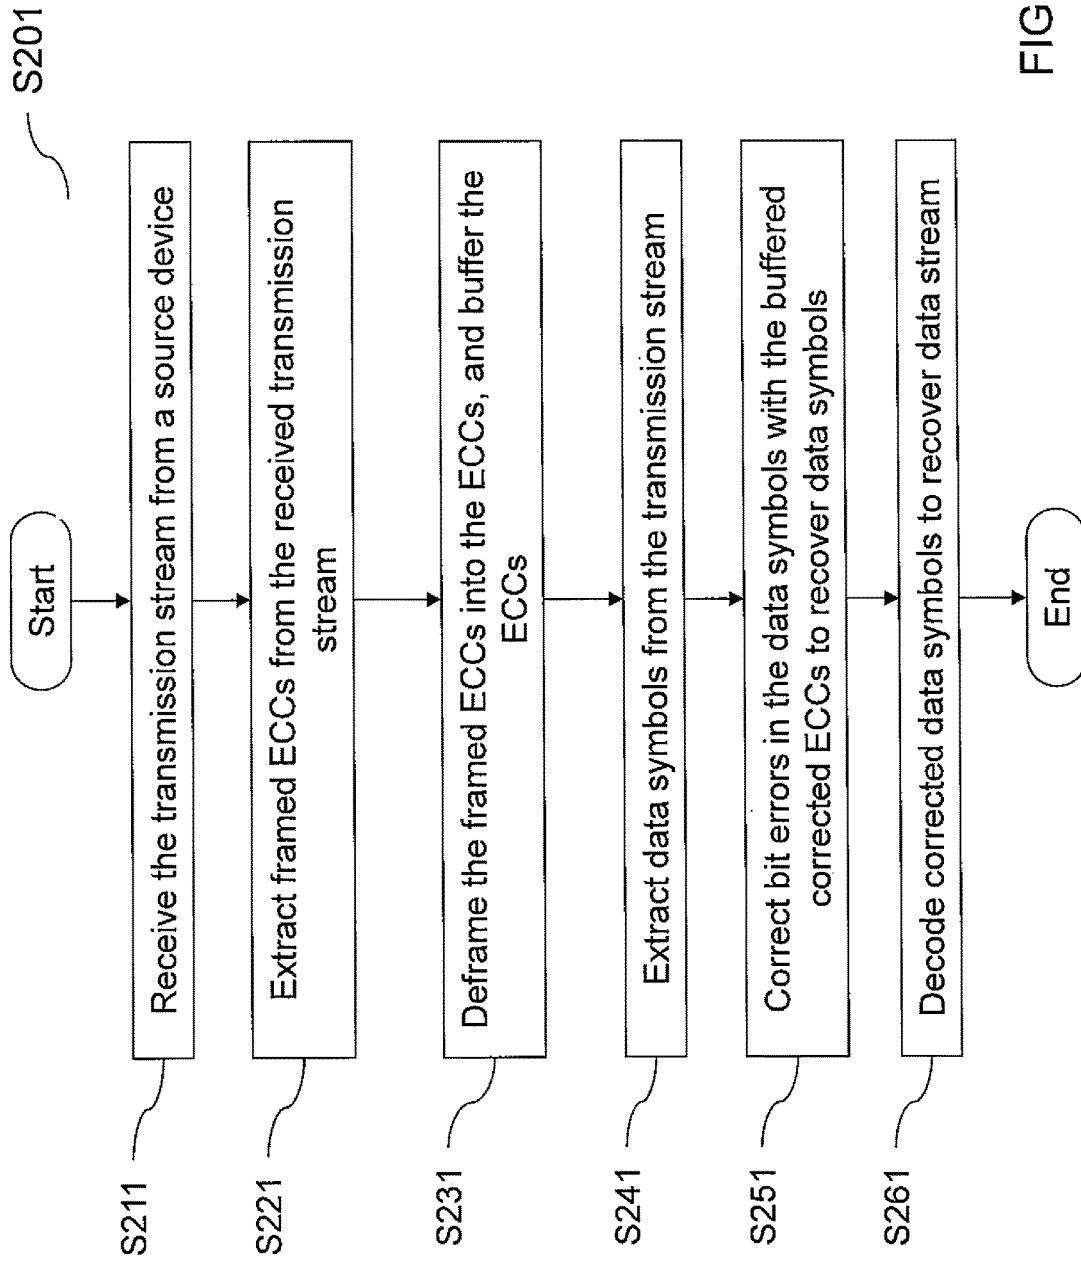 S201
Start
S211
Receive the transmission stream from a source device
S221
Extract framed ECCs from the received transmission
stream
S231
Deframe the framed ECCs into the ECCs, and buffer the
ECCs
S241
Extract data symbols from the transmission stream
S251
Correct bit errors in the data symbols with the buffered
corrected ECCs to recover data symbols
S261
Decode corrected data symbols to recover data stream
End
FIG